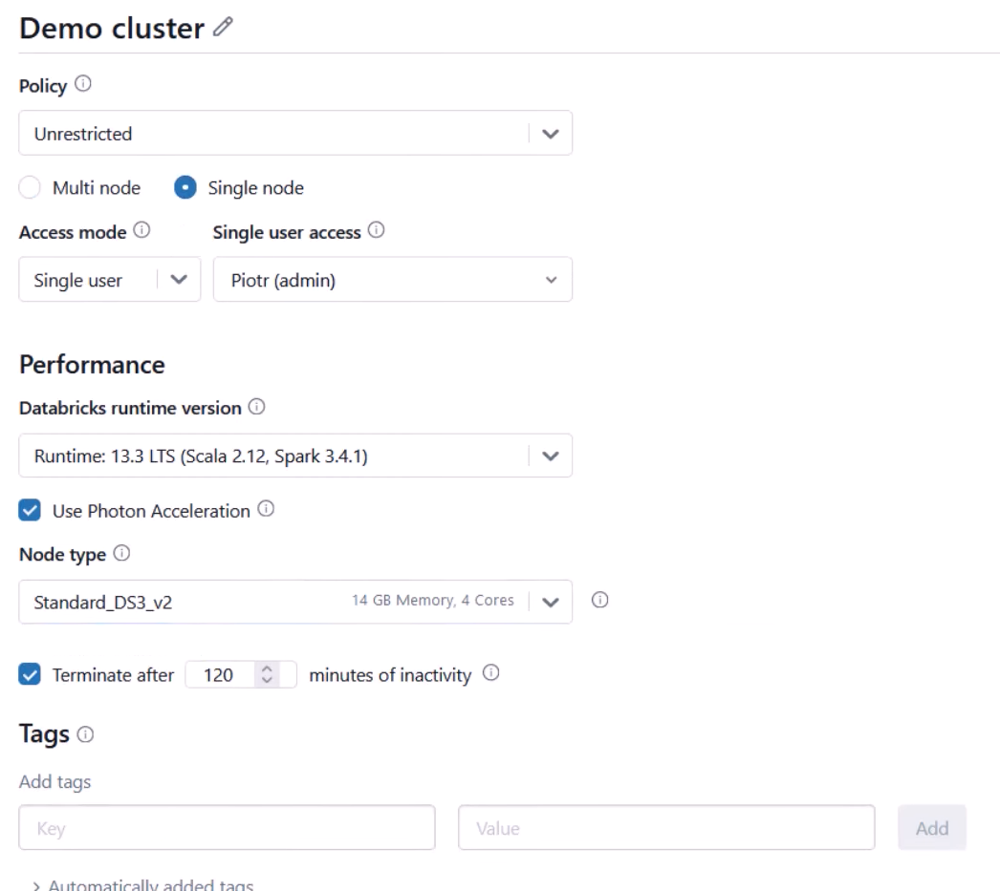 Demo cluster
Policy
Unrestricted
Multi node Single node
Access mode Single user access
Single user Piotr (admin)
Performance
Databricks runtime version
Runtime: 13.3 LTS (Scala 2.12, Spark 3.4.1)
Use Photon Acceleration
Node type
Standard_DS3_v2 14 GB Memory, 4 Cores
Terminate after 120 minutes of inactivity
Tags
Add tags
Key Value Add
Automatically added tags